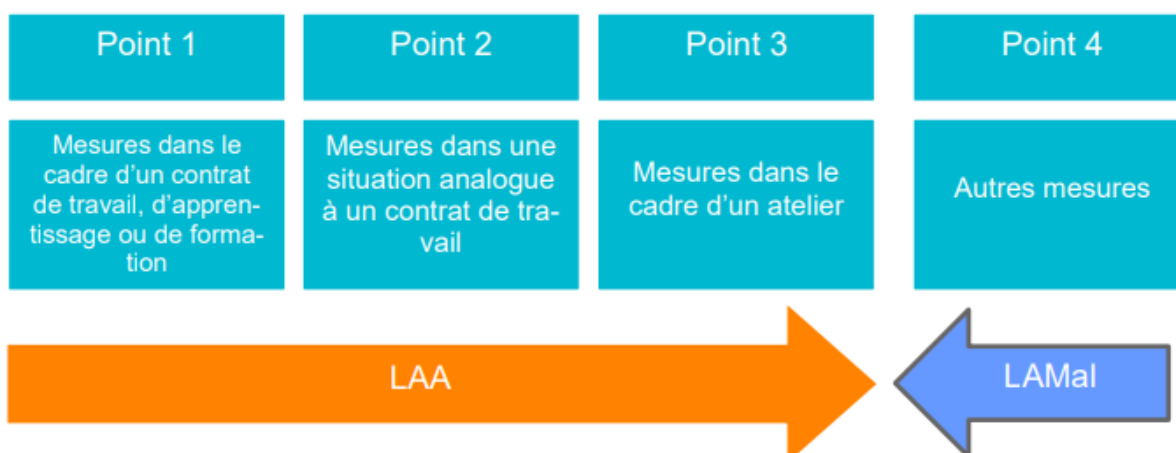 Point 1
Point 2
Point 3
Point 4
Mesures dans le
cadre d'un contrat
de travail, d'appren-
tissage ou de forma-
tion
Mesures dans une
situation analogue
à un contrat de tra-
vail
Mesures dans le
cadre d'un atelier
Autres mesures
LAA
LAMal